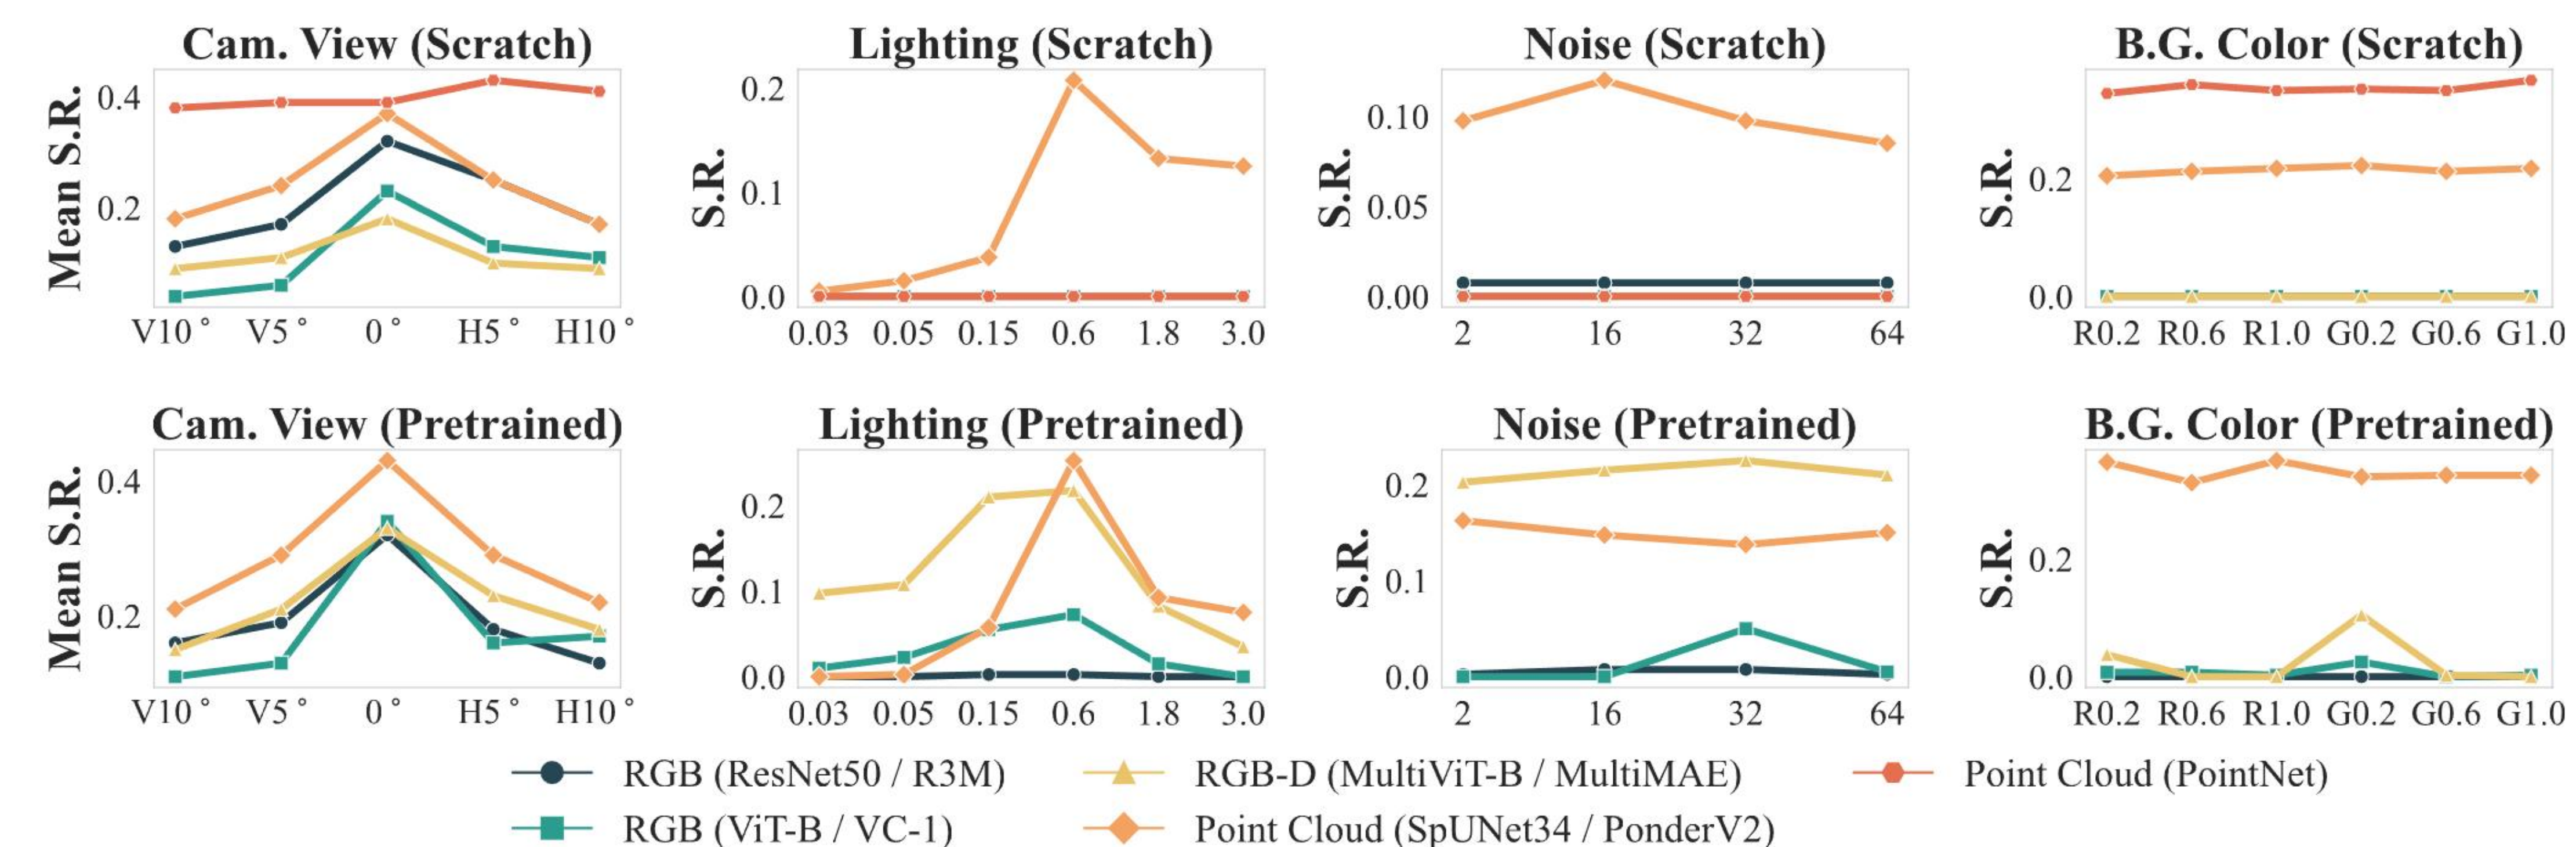 Cam. View (Scratch)
Mean S.R.
0.4
0.2
V10° V5° 0° H5° H10°
Lighting (Scratch)
S.R.
0.2
0.1
0.0
0.03 0.05 0.15 0.6 1.8 3.0
Noise (Scratch)
S.R.
0.10
0.05
0.00
2 16 32 64
B.G. Color (Scratch)
S.R.
0.2
0.0
R0.2 R0.6 R1.0 G0.2 G0.6 G1.0
Cam. View (Pretrained)
Mean S.R.
0.4
0.2
V10° V5° 0° H5° H10°
Lighting (Pretrained)
S.R.
0.2
0.1
0.0
0.03 0.05 0.15 0.6 1.8 3.0
Noise (Pretrained)
S.R.
0.2
0.1
0.0
2 16 32 64
B.G. Color (Pretrained)
S.R.
0.2
0.0
R0.2 R0.6 R1.0 G0.2 G0.6 G1.0
RGB (ResNet50 / R3M)
RGB-D (MultiViT-B / MultiMAE)
Point Cloud (PointNet)
RGB (ViT-B / VC-1)
Point Cloud (SpUNet34 / PonderV2)